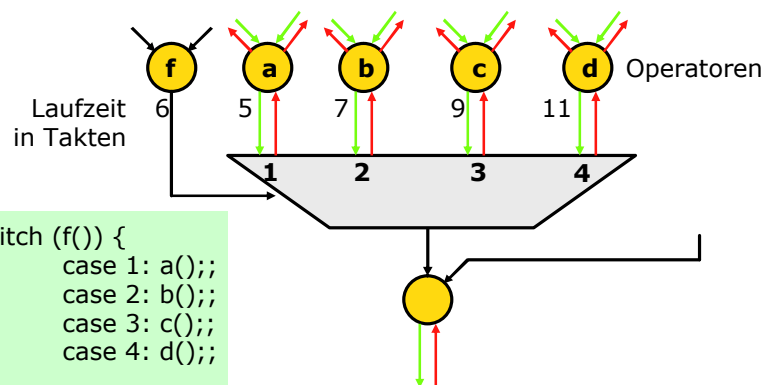 f a b c d Operatoren
Laufzeit 6 5 7 9 11
in Takten
1 2 3 4
itch (f()) {
case 1: a();;
case 2: b();;
case 3: c();;
case 4: d();;